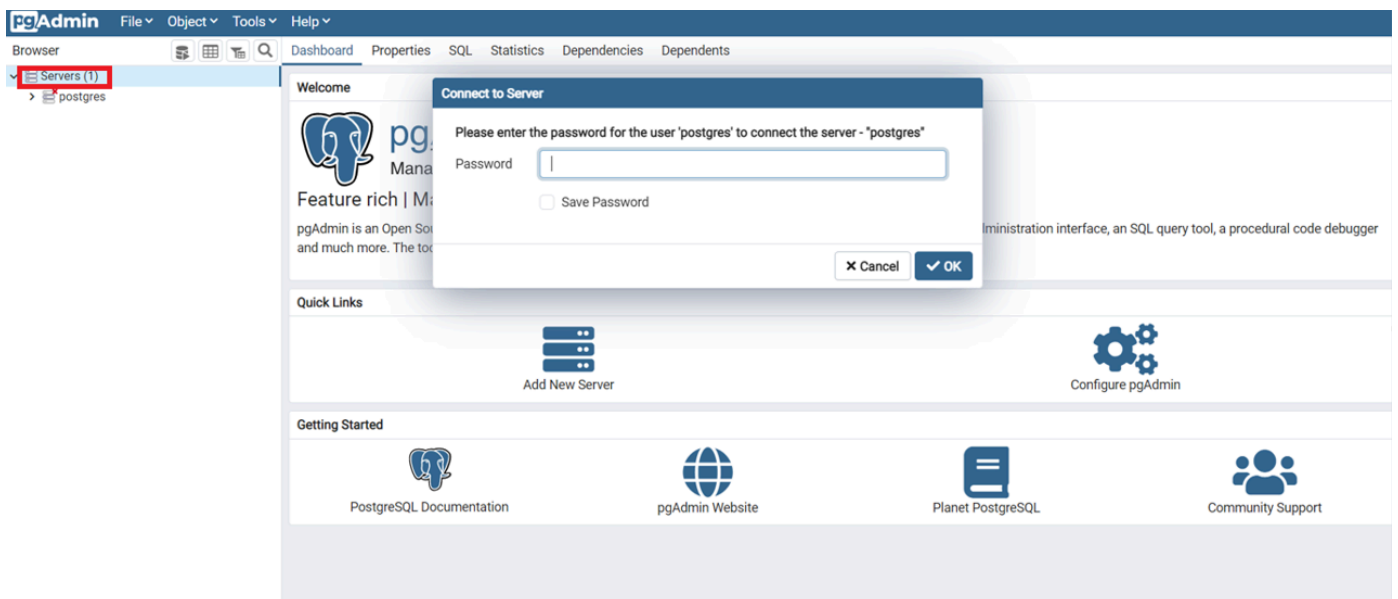 pgAdmin File Object Tools Help
Browser
Dashboard Properties SQL Statistics Dependencies Dependents
Servers (1)
postgres
Welcome
pg
Mana
Feature rich | Ma
pgAdmin is an Open Sou
and much more. The too
lministration interface, an SQL query tool, a procedural code debugger
Connect to Server
Please enter the password for the user 'postgres' to connect the server - "postgres"
Password
Save Password
Cancel
OK
Quick Links
Add New Server
Configure pgAdmin
Getting Started
PostgreSQL Documentation
pgAdmin Website
Planet PostgreSQL
Community Support